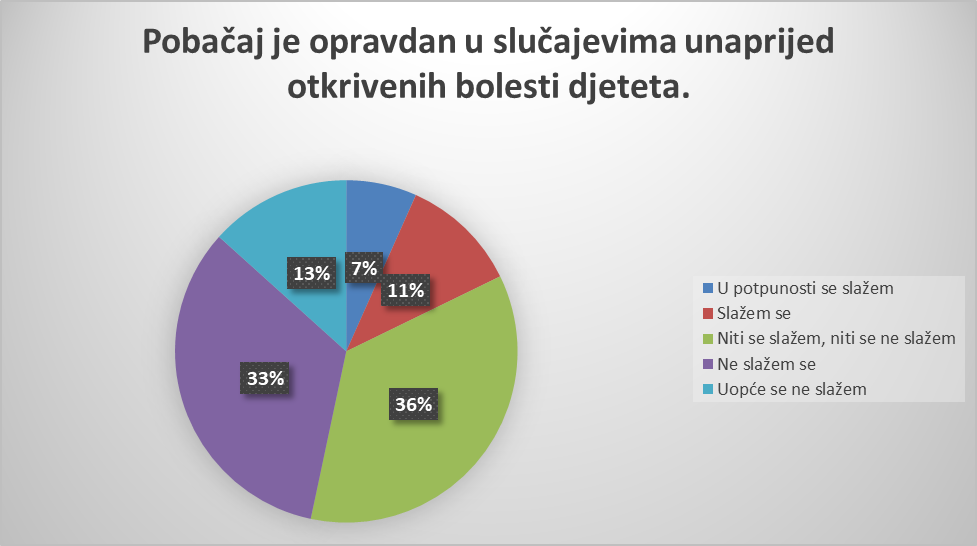 Pobačaj je opravdan u slučajevima unaprijed
otkrivenih bolesti djeteta.
7%
11%
36%
33%
13%
U potpunosti se slažem
Slažem se
Niti se slažem, niti se ne slažem
Ne slažem se
Uopće se ne slažem